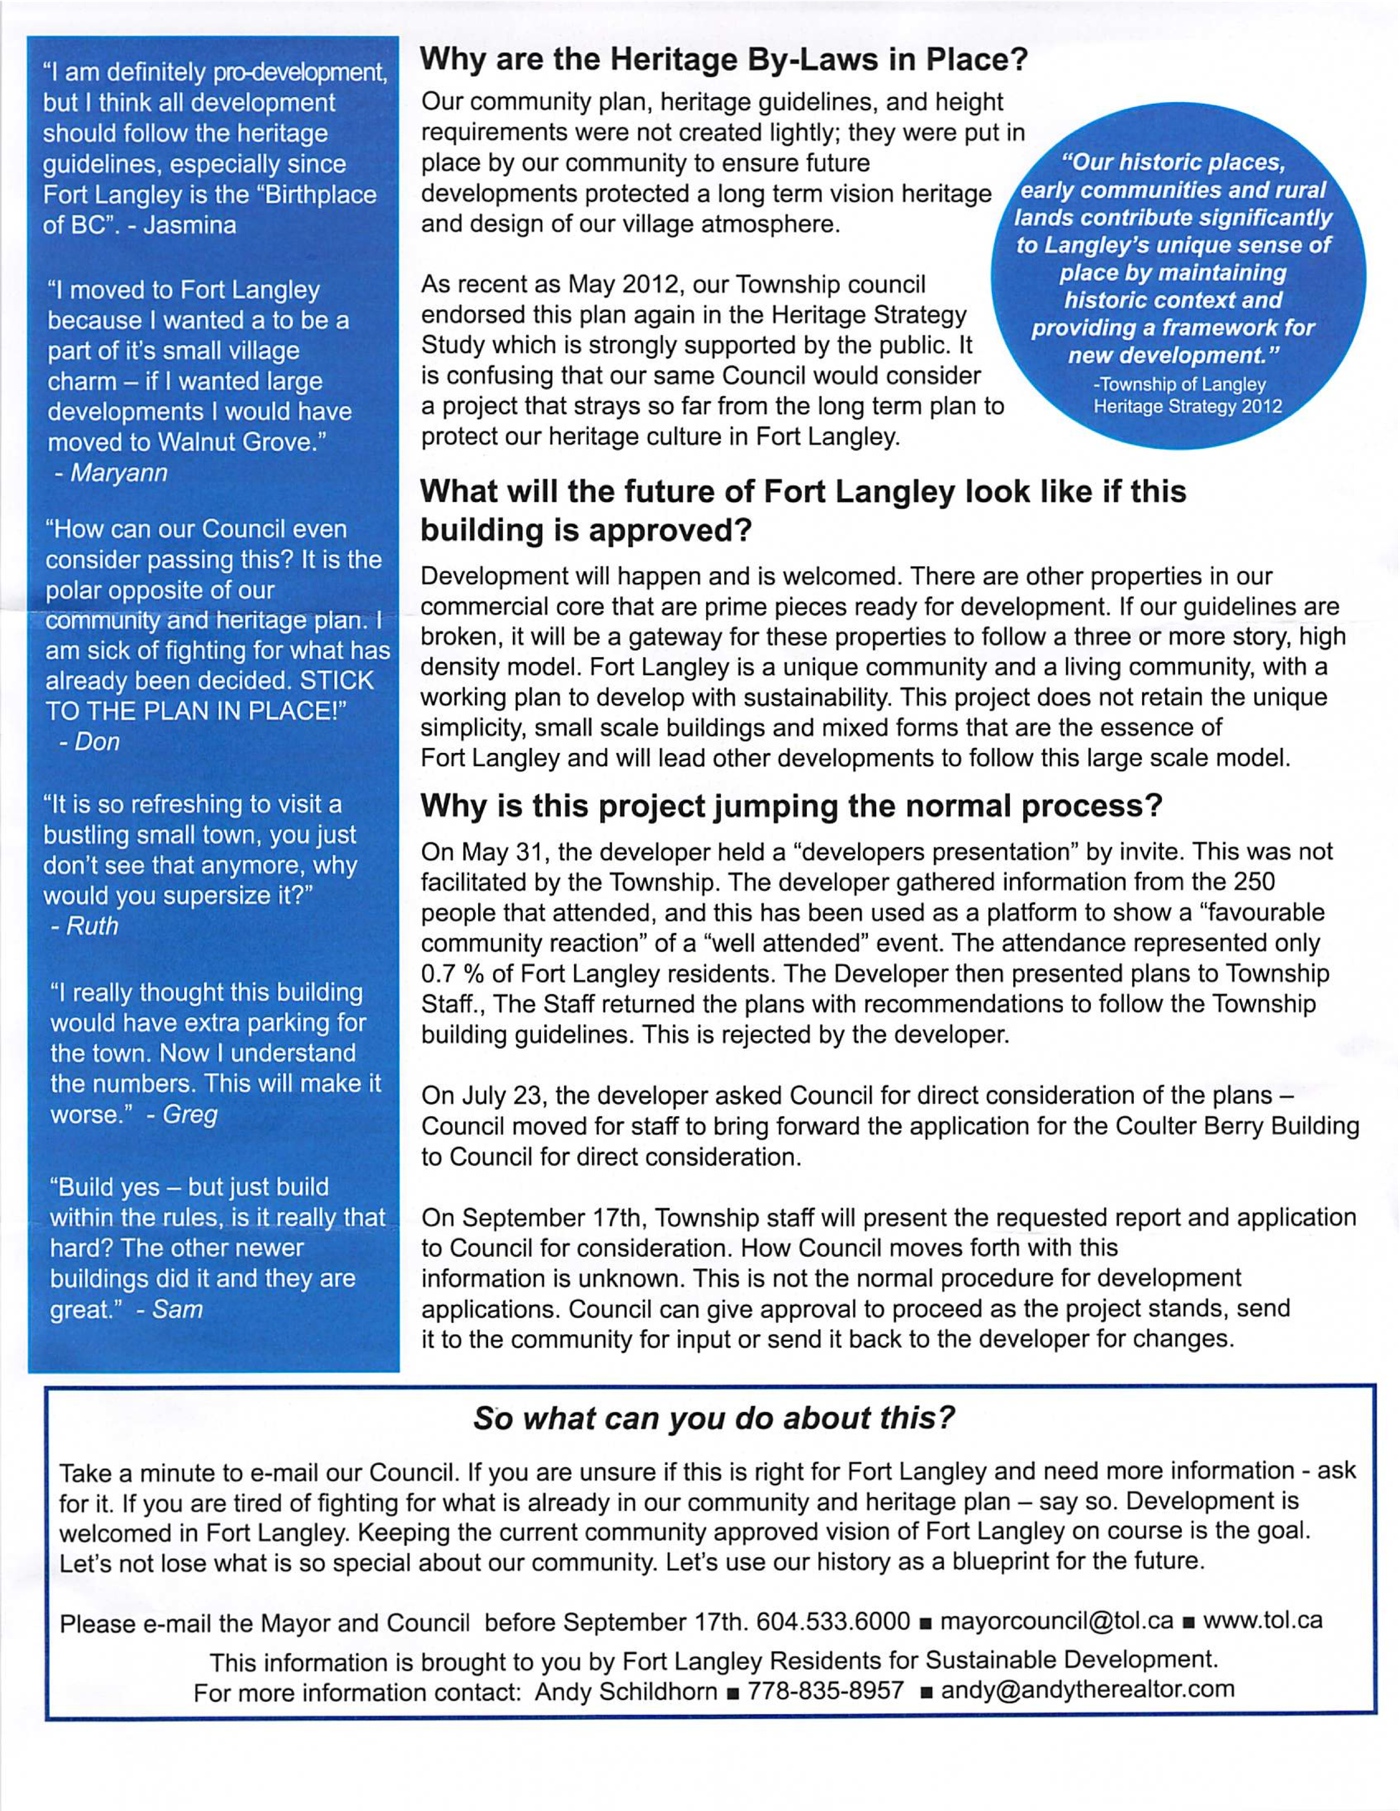 “I am definitely pro-development,
but I think all development
should follow the heritage
guidelines, especially since
Fort Langley is the “Birthplace
of BC”. - Jasmina
“I moved to Fort Langley
because I wanted a to be a
part of it’s small village
charm – if I wanted large
developments I would have
moved to Walnut Grove.”
- Maryann
“How can our Council even
consider passing this? It is the
polar opposite of our
community and heritage plan. I
am sick of fighting for what has
already been decided. STICK
TO THE PLAN IN PLACE!”
- Don
“It is so refreshing to visit a
bustling small town, you just
don’t see that anymore, why
would you supersize it?”
- Ruth
“I really thought this building
would have extra parking for
the town. Now I understand
the numbers. This will make it
worse.” - Greg
“Build yes – but just build
within the rules, is it really that
hard? The other newer
buildings did it and they are
great.” - Sam
Why are the Heritage By-Laws in Place?
Our community plan, heritage guidelines, and height
requirements were not created lightly; they were put in
place by our community to ensure future
developments protected a long term vision heritage
and design of our village atmosphere.
As recent as May 2012, our Township council
endorsed this plan again in the Heritage Strategy
Study which is strongly supported by the public. It
is confusing that our same Council would consider
a project that strays so far from the long term plan to
protect our heritage culture in Fort Langley.
“Our historic places,
early communities and rural
lands contribute significantly
to Langley’s unique sense of
place by maintaining
historic context and
providing a framework for
new development.”
-Township of Langley
Heritage Strategy 2012
What will the future of Fort Langley look like if this
building is approved?
Development will happen and is welcomed. There are other properties in our
commercial core that are prime pieces ready for development. If our guidelines are
broken, it will be a gateway for these properties to follow a three or more story, high
density model. Fort Langley is a unique community and a living community, with a
working plan to develop with sustainability. This project does not retain the unique
simplicity, small scale buildings and mixed forms that are the essence of
Fort Langley and will lead other developments to follow this large scale model.
Why is this project jumping the normal process?
On May 31, the developer held a “developers presentation” by invite. This was not
facilitated by the Township. The developer gathered information from the 250
people that attended, and this has been used as a platform to show a “favourable
community reaction” of a “well attended” event. The attendance represented only
0.7 % of Fort Langley residents. The Developer then presented plans to Township
Staff., The Staff returned the plans with recommendations to follow the Township
building guidelines. This is rejected by the developer.
On July 23, the developer asked Council for direct consideration of the plans –
Council moved for staff to bring forward the application for the Coulter Berry Building
to Council for direct consideration.
On September 17th, Township staff will present the requested report and application
to Council for consideration. How Council moves forth with this
information is unknown. This is not the normal procedure for development
applications. Council can give approval to proceed as the project stands, send
it to the community for input or send it back to the developer for changes.
So what can you do about this?
Take a minute to e-mail our Council. If you are unsure if this is right for Fort Langley and need more information - ask
for it. If you are tired of fighting for what is already in our community and heritage plan – say so. Development is
welcomed in Fort Langley. Keeping the current community approved vision of Fort Langley on course is the goal.
Let’s not lose what is so special about our community. Let’s use our history as a blueprint for the future.
Please e-mail the Mayor and Council before September 17th. 604.533.6000 ■ mayorcouncil@tol.ca ■ www.tol.ca
This information is brought to you by Fort Langley Residents for Sustainable Development.
For more information contact: Andy Schildhorn ■ 778-835-8957 ■ andy@andytherealtor.com